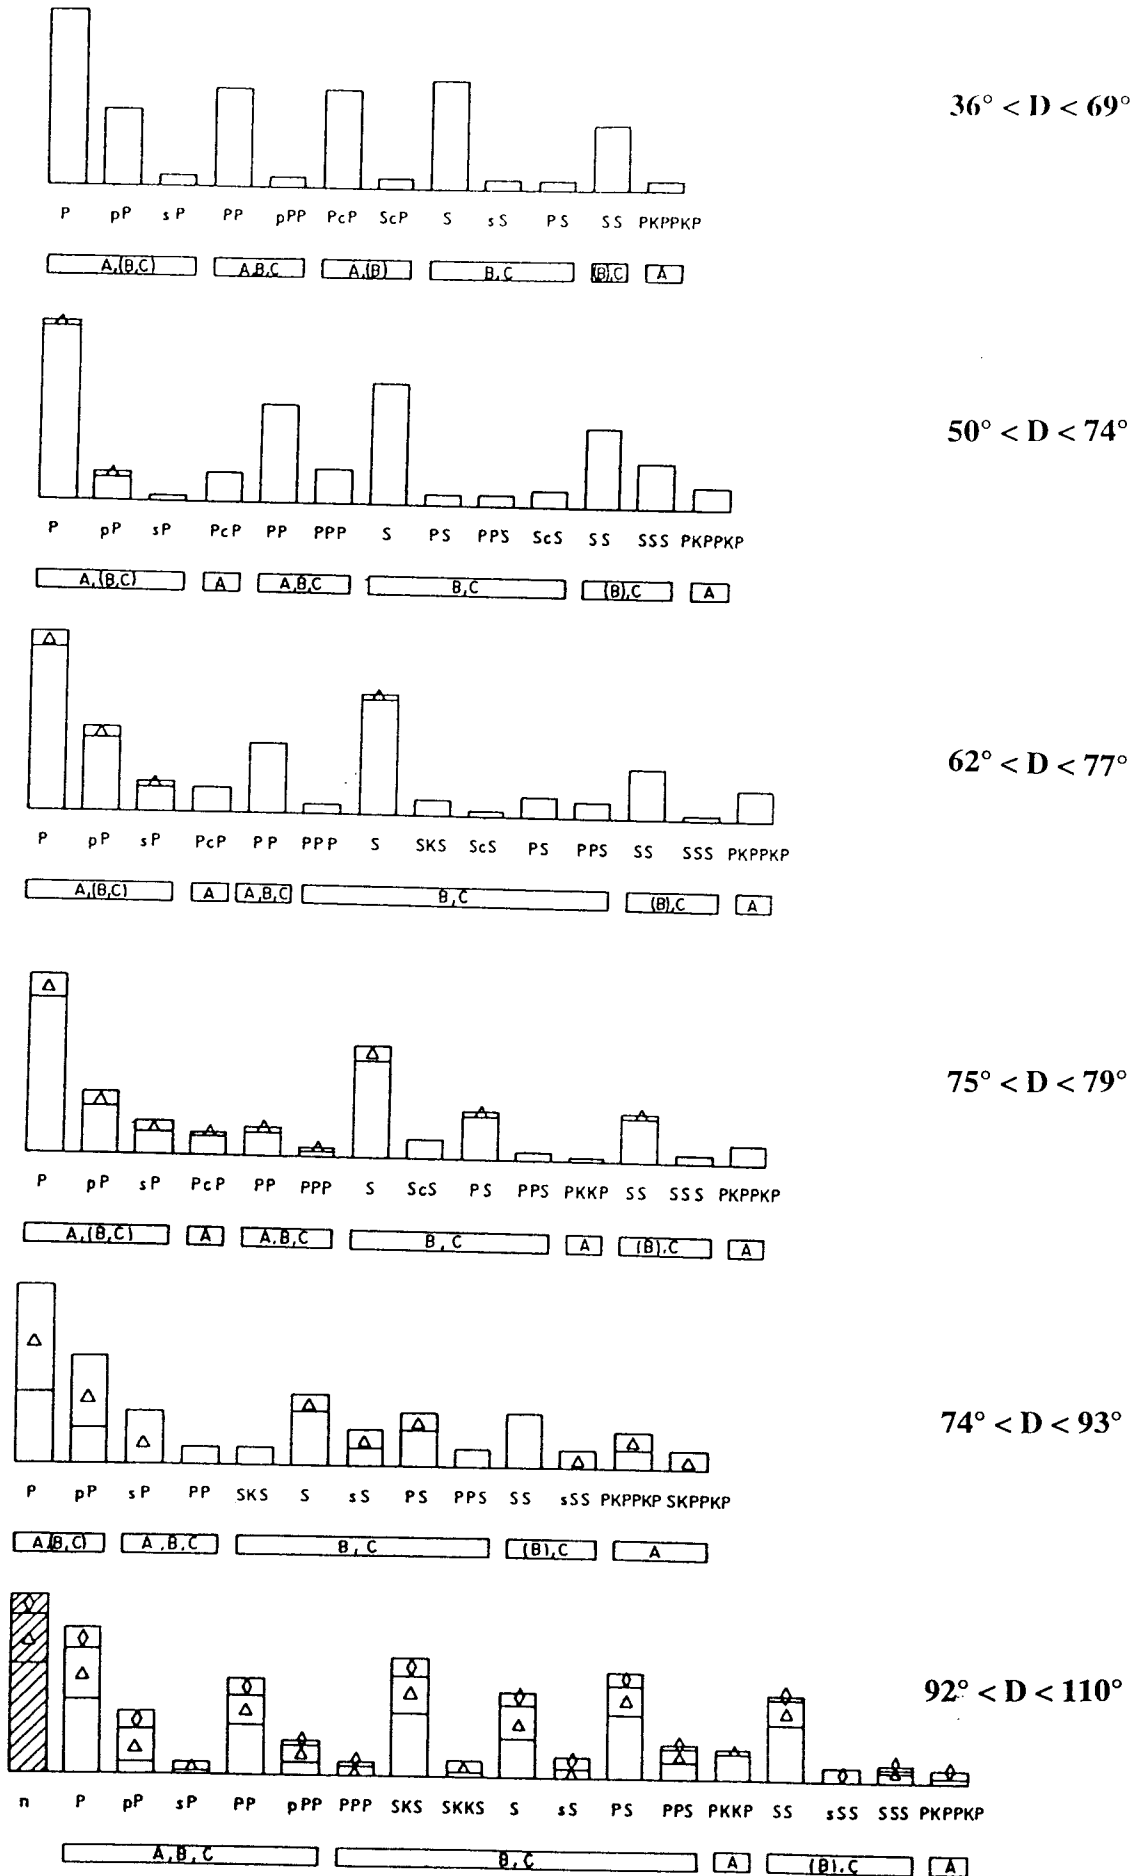 36° < D < 69°
P pP sP PP pPP PcP ScP S sS PS SS PKPPKP
A,(B,C) A,B,C A,(B) B,C (B),C A
50° < D < 74°
P pP sP PcP PP PPP S PS PPS ScS SS SSS PKPPKP
A,(B,C) A A,B,C B,C (B),C A
62° < D < 77°
P pP sP PcP PP PPP S SKS ScS PS PPS SS SSS PKPPKP
A,(B,C) A A,B,C B,C (B),C A
75° < D < 79°
P pP sP PcP PP PPP S ScS PS PPS PKKP SS SSS PKPPKP
A,(B,C) A A,B,C B,C A (B),C A
74° < D < 93°
P pP sP PP SKS S sS PS PPS SS sSS PKPPKP SKPPKP
A,(B,C) A,B,C B,C (B),C A
92° < D < 110°
n P pP sP PP pPP PPP SKS SKKS S sS PS PPS PKKP SS sSS SSS PKPPKP
A,B,C B,C A (B),C A